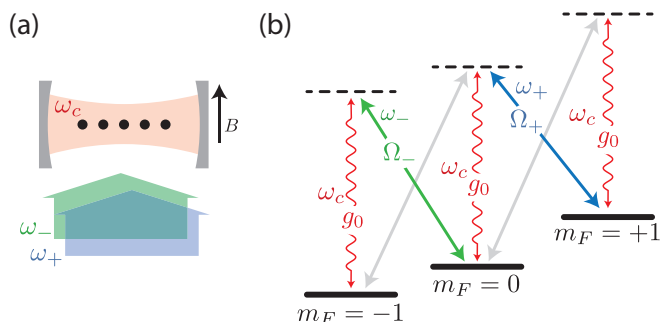 (a)
ω_c
B
ω_−
ω_+
(b)
ω_−
Ω_−
ω_+
Ω_+
ω_c
g_0
ω_c
g_0
ω_c
g_0
m_F = −1
m_F = 0
m_F = +1